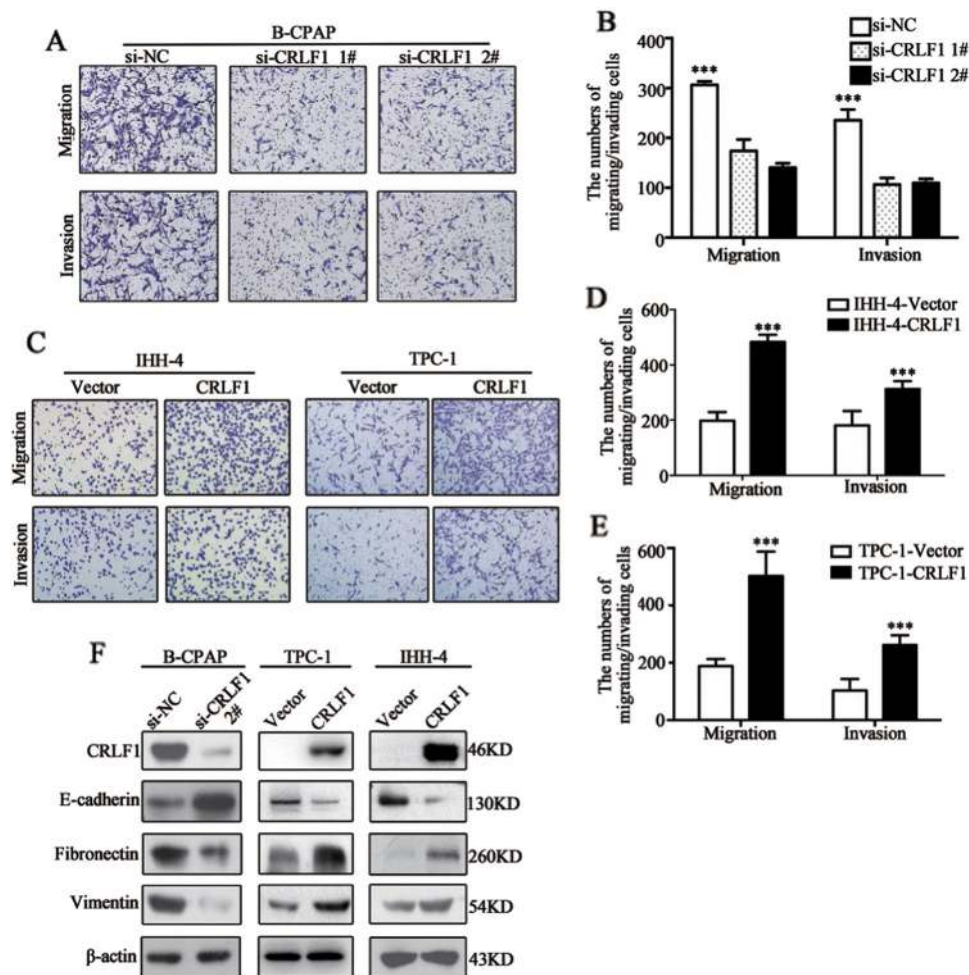 A
B-CPAP
si-NC si-CRLF1 1# si-CRLF1 2#
Migration
Invasion
B
si-NC
si-CRLF1 1#
si-CRLF1 2#
The numbers of
migrating/invading cells
400
300
200
100
0
*** ***
Migration Invasion
C
IHH-4 TPC-1
Vector CRLF1 Vector CRLF1
Migration
Invasion
D
IHH-4-Vector
IHH-4-CRLF1
The numbers of
migrating/invading cells
600
400
200
0
*** ***
Migration Invasion
E
TPC-1-Vector
TPC-1-CRLF1
The numbers of
migrating/invading cells
600
400
200
0
*** ***
Migration Invasion
F
B-CPAP TPC-1 IHH-4
si-NC si-CRLF1 2# Vector CRLF1 Vector CRLF1
CRLF1 46KD
E-cadherin 130KD
Fibronectin 260KD
Vimentin 54KD
β-actin 43KD